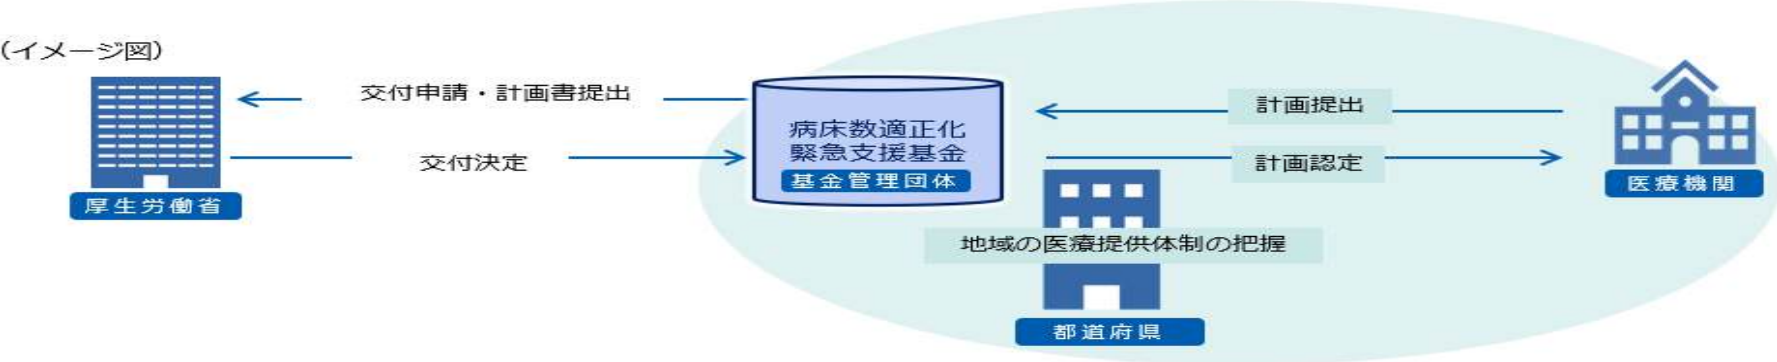 (イメージ図)
交付申請・計画書提出
交付決定
厚生労働省
病床数適正化
緊急支援基金
基金管理団体
計画提出
計画認定
医療機関
地域の医療提供体制の把握
都道府県